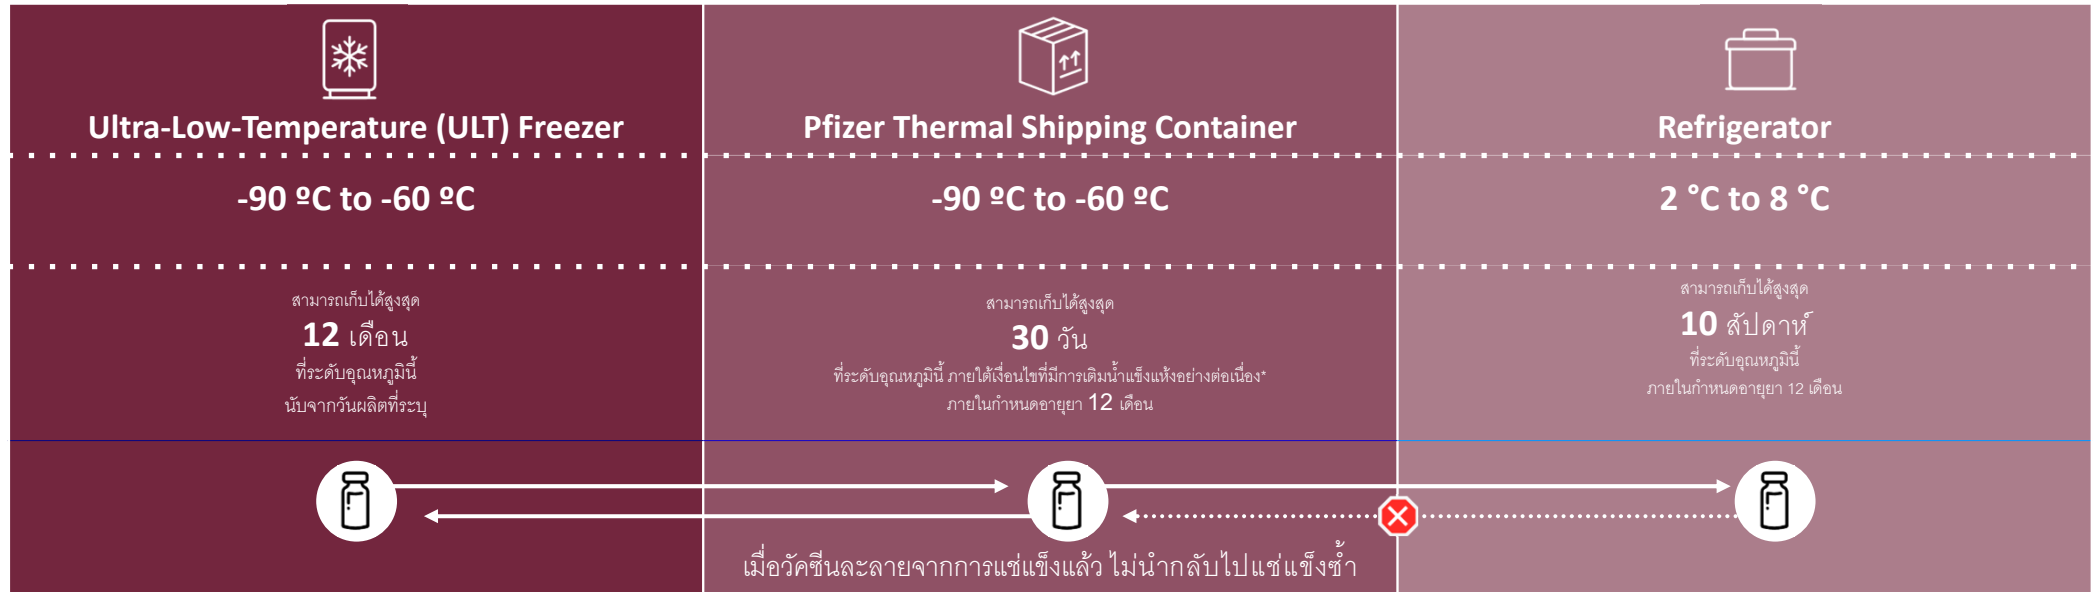 Ultra-Low-Temperature (ULT) Freezer
-90 ºC to -60 ºC
สามารถเก็บได้สูงสุด
12 เดือน
ที่ระดับอุณหภูมินี้
นับจากวันผลิตที่ระบุ
Pfizer Thermal Shipping Container
-90 ºC to -60 ºC
สามารถเก็บได้สูงสุด
30 วัน
ที่ระดับอุณหภูมินี้ ภายใต้เงื่อนไขที่มีการเติมน้ำแข็งแห้งอย่างต่อเนื่อง*
ภายในกำหนดอายุยา 12 เดือน
Refrigerator
2 °C to 8 °C
สามารถเก็บได้สูงสุด
10 สัปดาห์
ที่ระดับอุณหภูมินี้
ภายในกำหนดอายุยา 12 เดือน
เมื่อวัคซีนละลายจากการแช่แข็งแล้ว ไม่นำกลับไปแช่แข็งซ้ำ